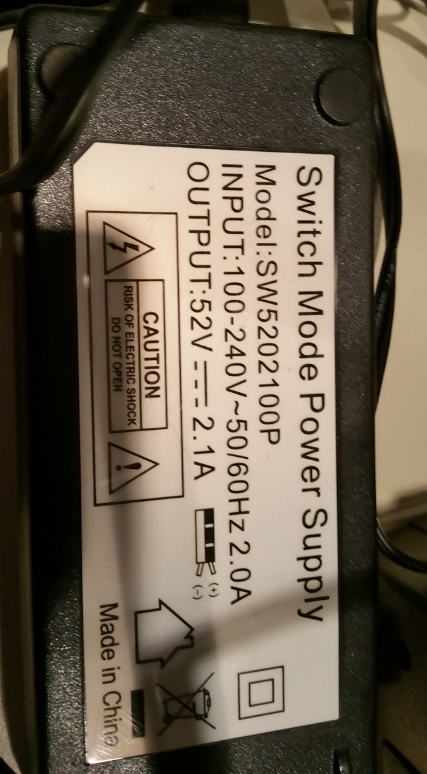 Switch Mode Power Supply
Model:SW5202100P
INPUT:100-240V~50/60Hz 2.0A
OUTPUT:52V⎓2.1A
(+)
(-)
CAUTION
RISK OF ELECTRIC SHOCK
DO NOT OPEN
Made in China